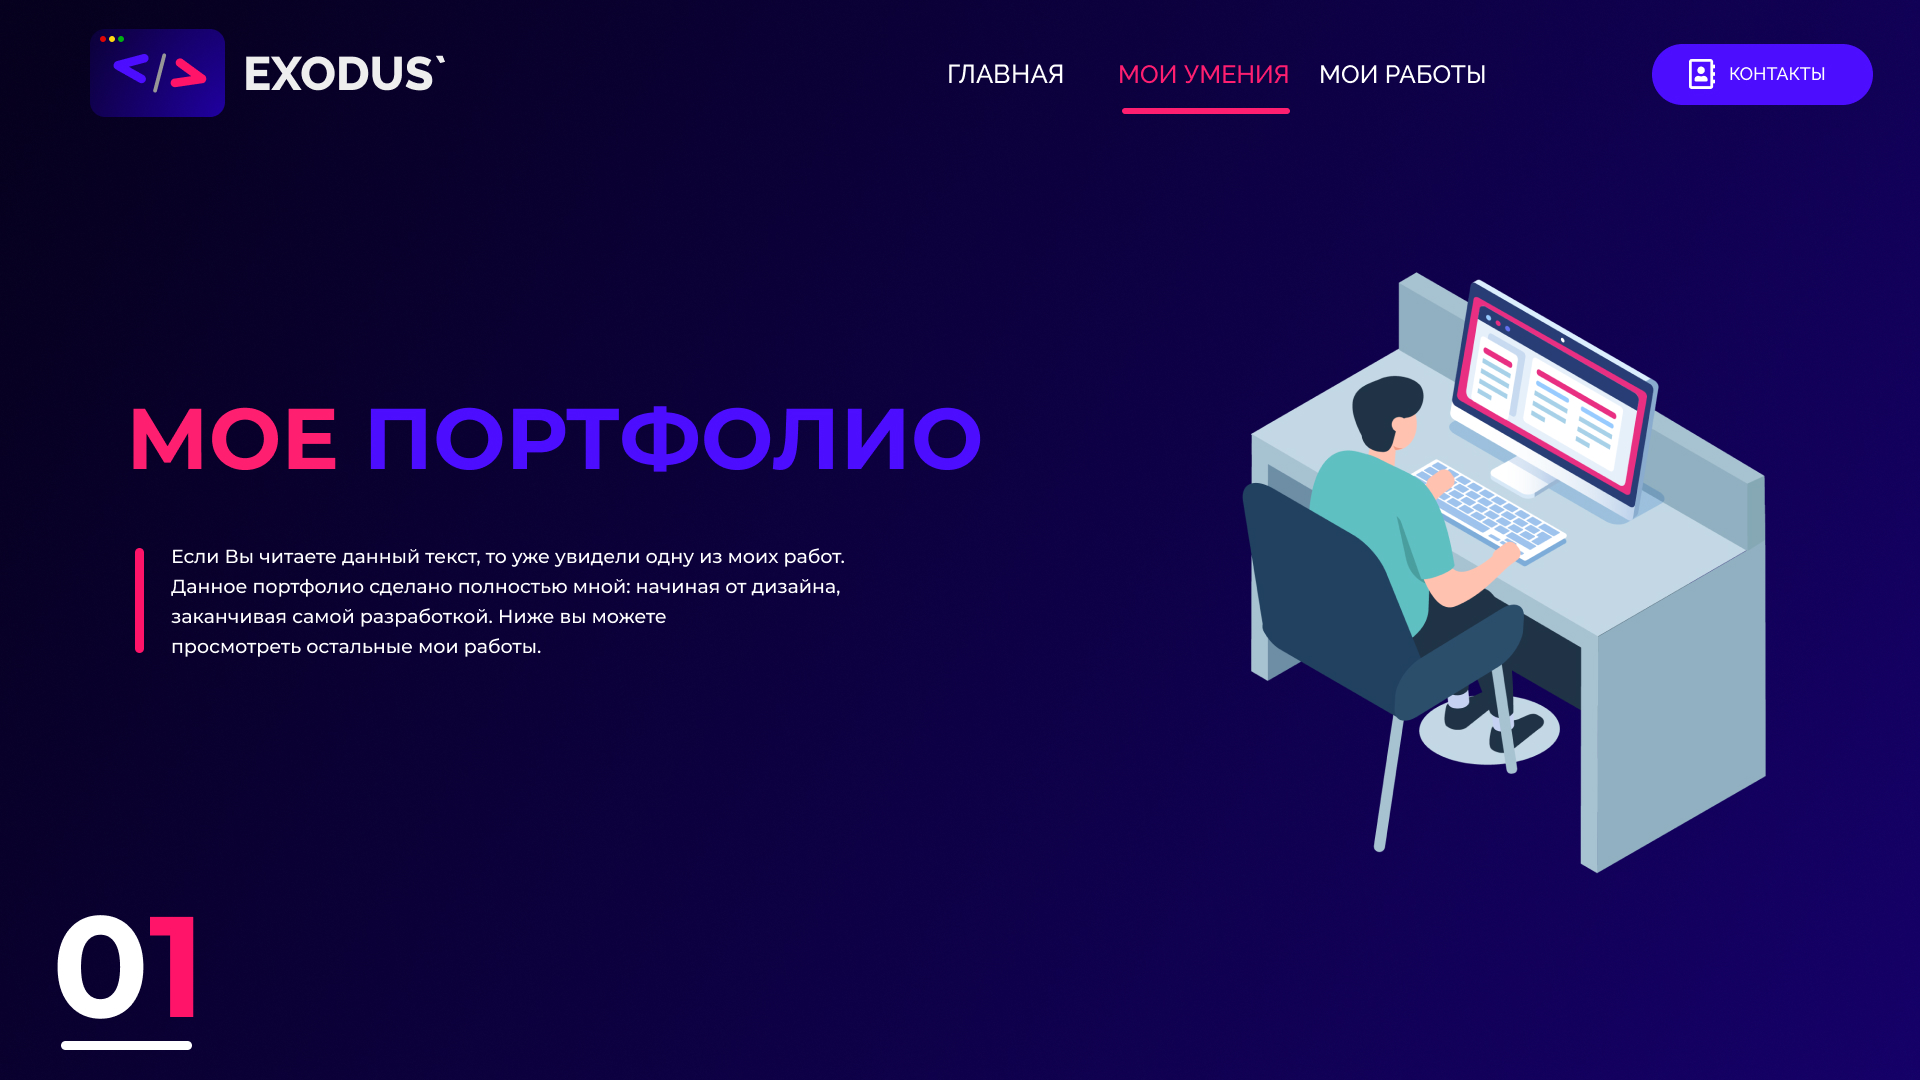 </>
EXODUS`
ГЛАВНАЯ
МОИ УМЕНИЯ
МОИ РАБОТЫ
КОНТАКТЫ
МОЕ ПОРТФОЛИО
Если Вы читаете данный текст, то уже увидели одну из моих работ.
Данное портфолио сделано полностью мной: начиная от дизайна,
заканчивая самой разработкой. Ниже вы можете
просмотреть остальные мои работы.
01